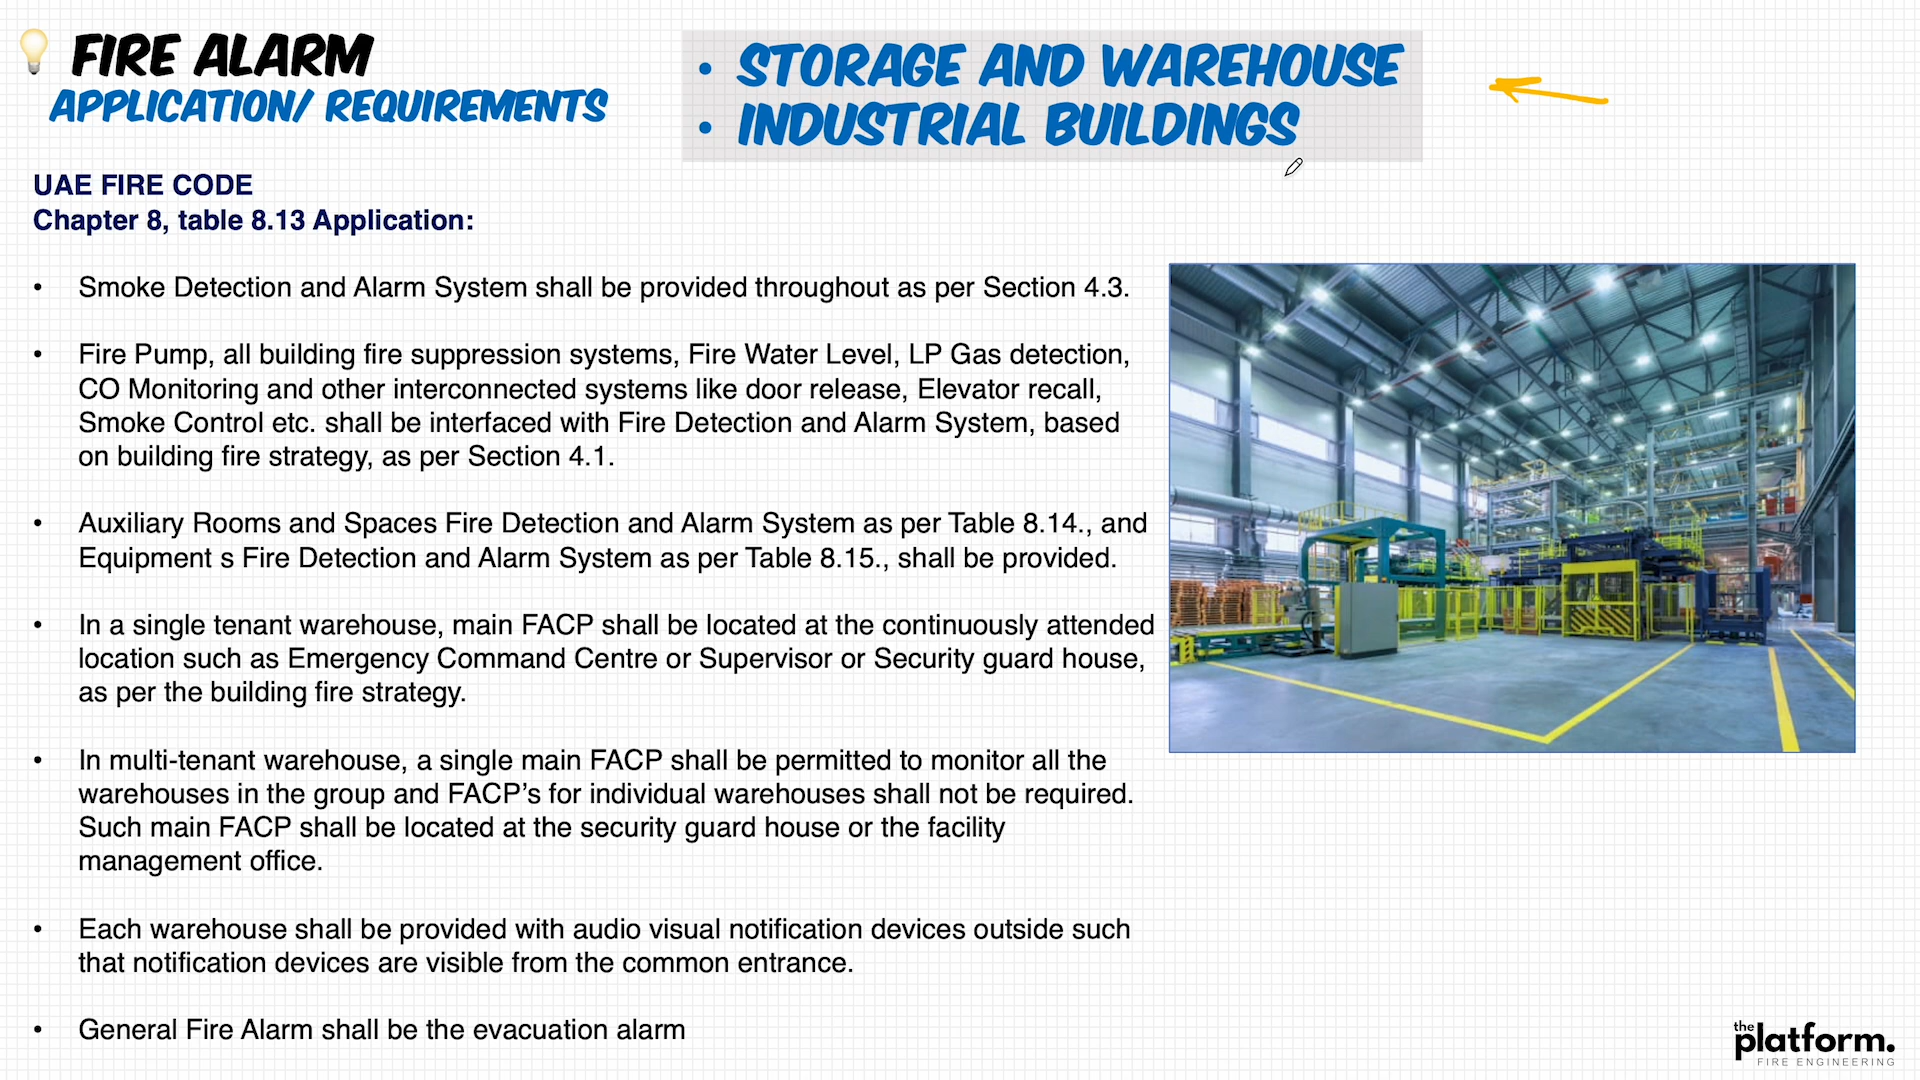 FIRE ALARM
APPLICATION/ REQUIREMENTS
• STORAGE AND WAREHOUSE
• INDUSTRIAL BUILDINGS
UAE FIRE CODE
Chapter 8, table 8.13 Application:
• Smoke Detection and Alarm System shall be provided throughout as per Section 4.3.
• Fire Pump, all building fire suppression systems, Fire Water Level, LP Gas detection,
CO Monitoring and other interconnected systems like door release, Elevator recall,
Smoke Control etc. shall be interfaced with Fire Detection and Alarm System, based
on building fire strategy, as per Section 4.1.
• Auxiliary Rooms and Spaces Fire Detection and Alarm System as per Table 8.14., and
Equipment s Fire Detection and Alarm System as per Table 8.15., shall be provided.
• In a single tenant warehouse, main FACP shall be located at the continuously attended
location such as Emergency Command Centre or Supervisor or Security guard house,
as per the building fire strategy.
• In multi-tenant warehouse, a single main FACP shall be permitted to monitor all the
warehouses in the group and FACP’s for individual warehouses shall not be required.
Such main FACP shall be located at the security guard house or the facility
management office.
• Each warehouse shall be provided with audio visual notification devices outside such
that notification devices are visible from the common entrance.
• General Fire Alarm shall be the evacuation alarm
the
platform.
FIRE ENGINEERING